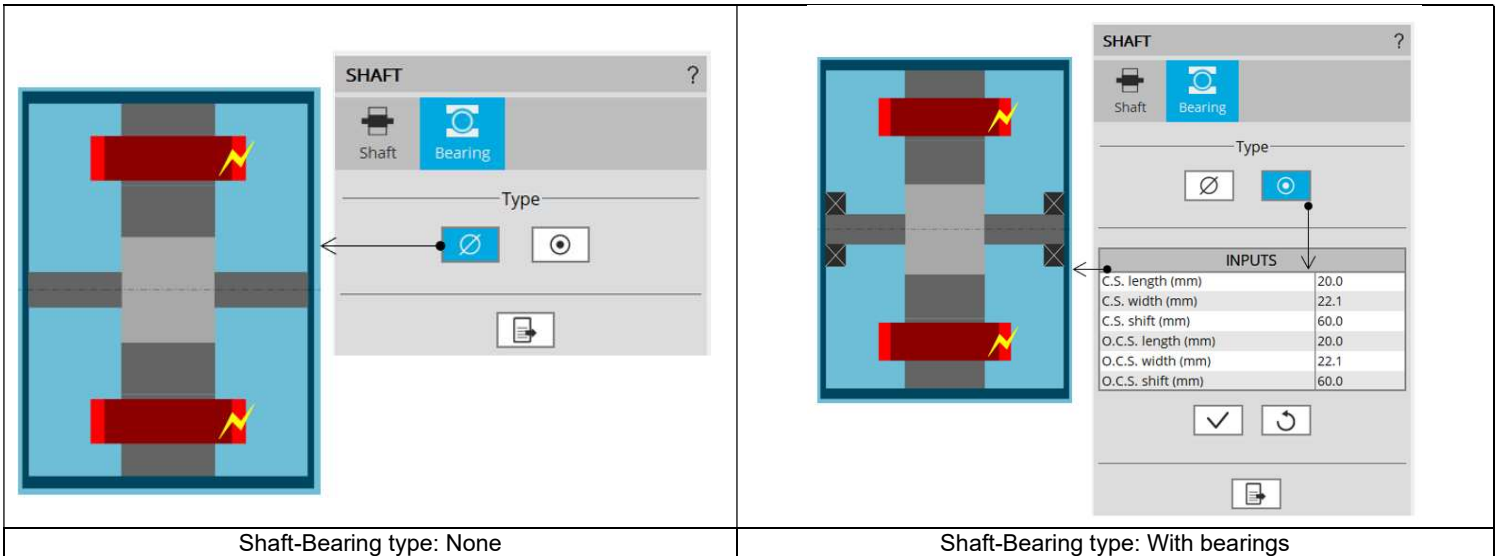 SHAFT ?
Shaft Bearing
Type
Shaft-Bearing type: None
SHAFT ?
Shaft Bearing
Type
INPUTS
C.S. length (mm) 20.0
C.S. width (mm) 22.1
C.S. shift (mm) 60.0
O.C.S. length (mm) 20.0
O.C.S. width (mm) 22.1
O.C.S. shift (mm) 60.0
Shaft-Bearing type: With bearings